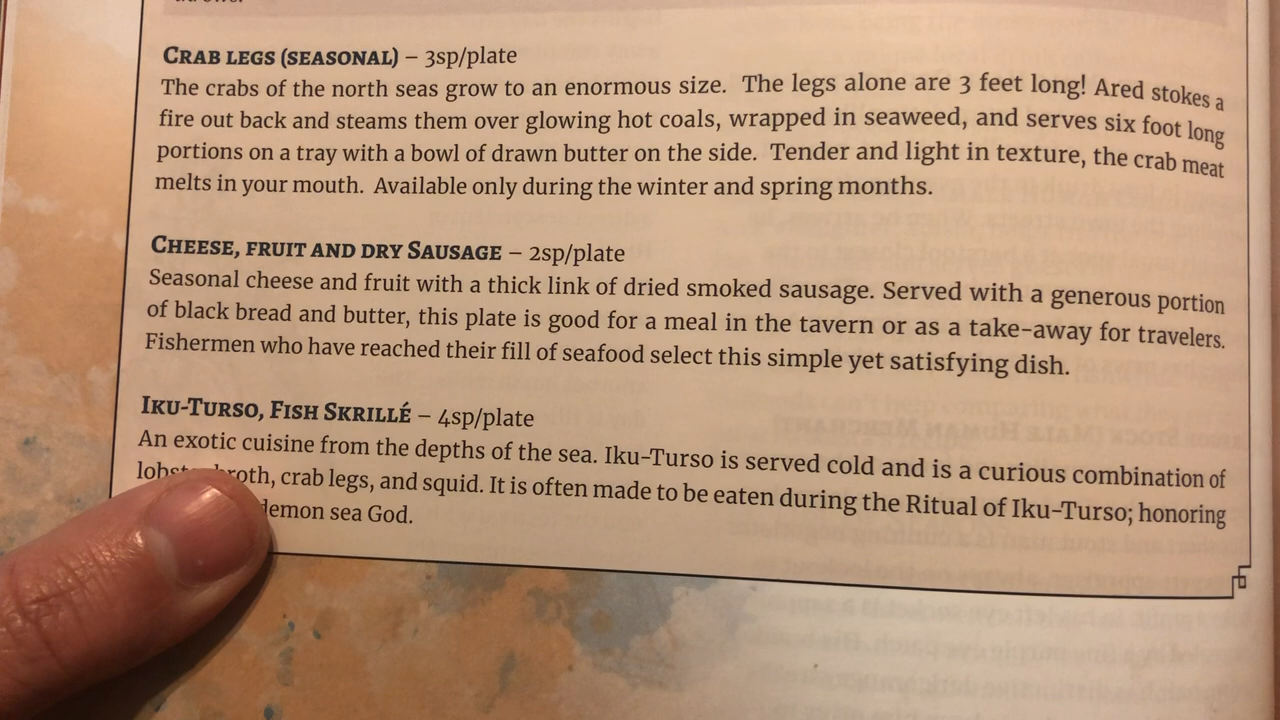 CRAB LEGS (SEASONAL) – 3sp/plate
The crabs of the north seas grow to an enormous size. The legs alone are 3 feet long! Ared stokes a
fire out back and steams them over glowing hot coals, wrapped in seaweed, and serves six foot long
portions on a tray with a bowl of drawn butter on the side. Tender and light in texture, the crab meat
melts in your mouth. Available only during the winter and spring months.
CHEESE, FRUIT AND DRY SAUSAGE – 2sp/plate
Seasonal cheese and fruit with a thick link of dried smoked sausage. Served with a generous portion
of black bread and butter, this plate is good for a meal in the tavern or as a take-away for travelers.
Fishermen who have reached their fill of seafood select this simple yet satisfying dish.
IKU-TURSO, FISH SKRILLÉ – 4sp/plate
An exotic cuisine from the depths of the sea. Iku-Turso is served cold and is a curious combination of
broth, crab legs, and squid. It is often made to be eaten during the Ritual of Iku-Turso; honoring
demon sea God.